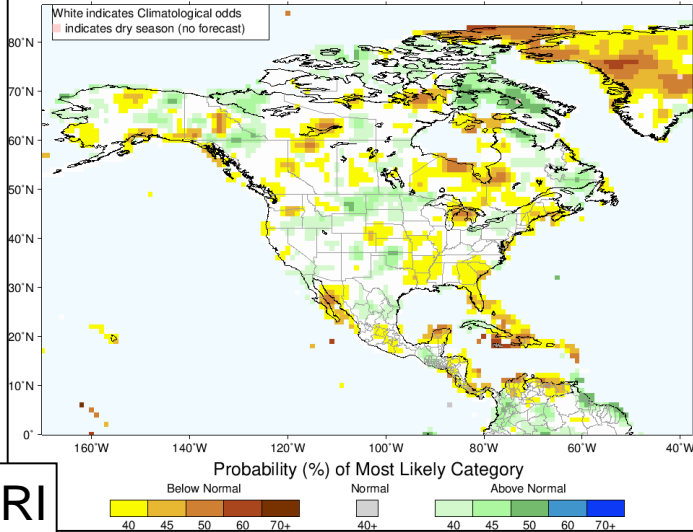 White indicates Climatological odds
indicates dry season (no forecast)
80°N
70°N
60°N
50°N
40°N
30°N
20°N
10°N
0°
160°W 140°W 120°W 100°W 80°W 60°W 40°W
Probability (%) of Most Likely Category
Below Normal Normal Above Normal
40 45 50 60 70+ 40+ 40 45 50 60 70+
RI